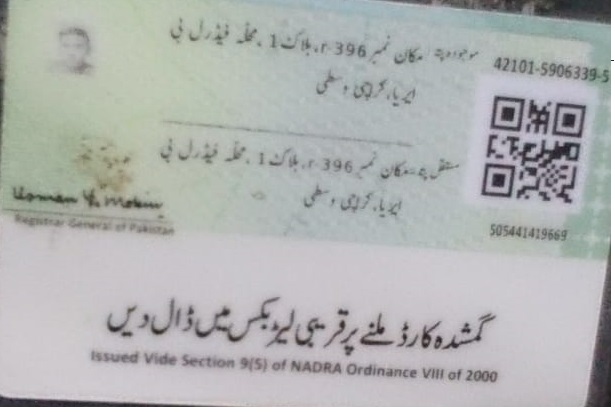 42101-5906339-5
موجودہ پتہ: مکان نمبر r-396، بلاک 1، محلہ فیڈرل بی
ایریا، کراچی وسطی
مستقل پتہ: مکان نمبر r-396، بلاک 1، محلہ فیڈرل بی
ایریا، کراچی وسطی
Registrar General of Pakistan
505441419669
گمشدہ کارڈ ملنے پر قریبی لیٹر بکس میں ڈال دیں
Issued Vide Section 9(5) of NADRA Ordinance VIII of 2000